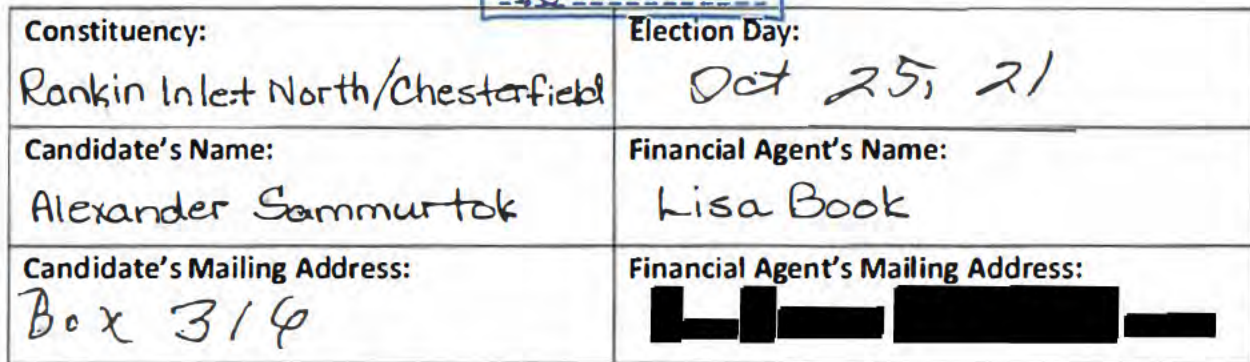 Constituency:
Rankin Inlet North/Chesterfield
Election Day:
Oct 25, 21
Candidate's Name:
Alexander Sammurtok
Financial Agent's Name:
Lisa Book
Candidate's Mailing Address:
Box 316
Financial Agent's Mailing Address: